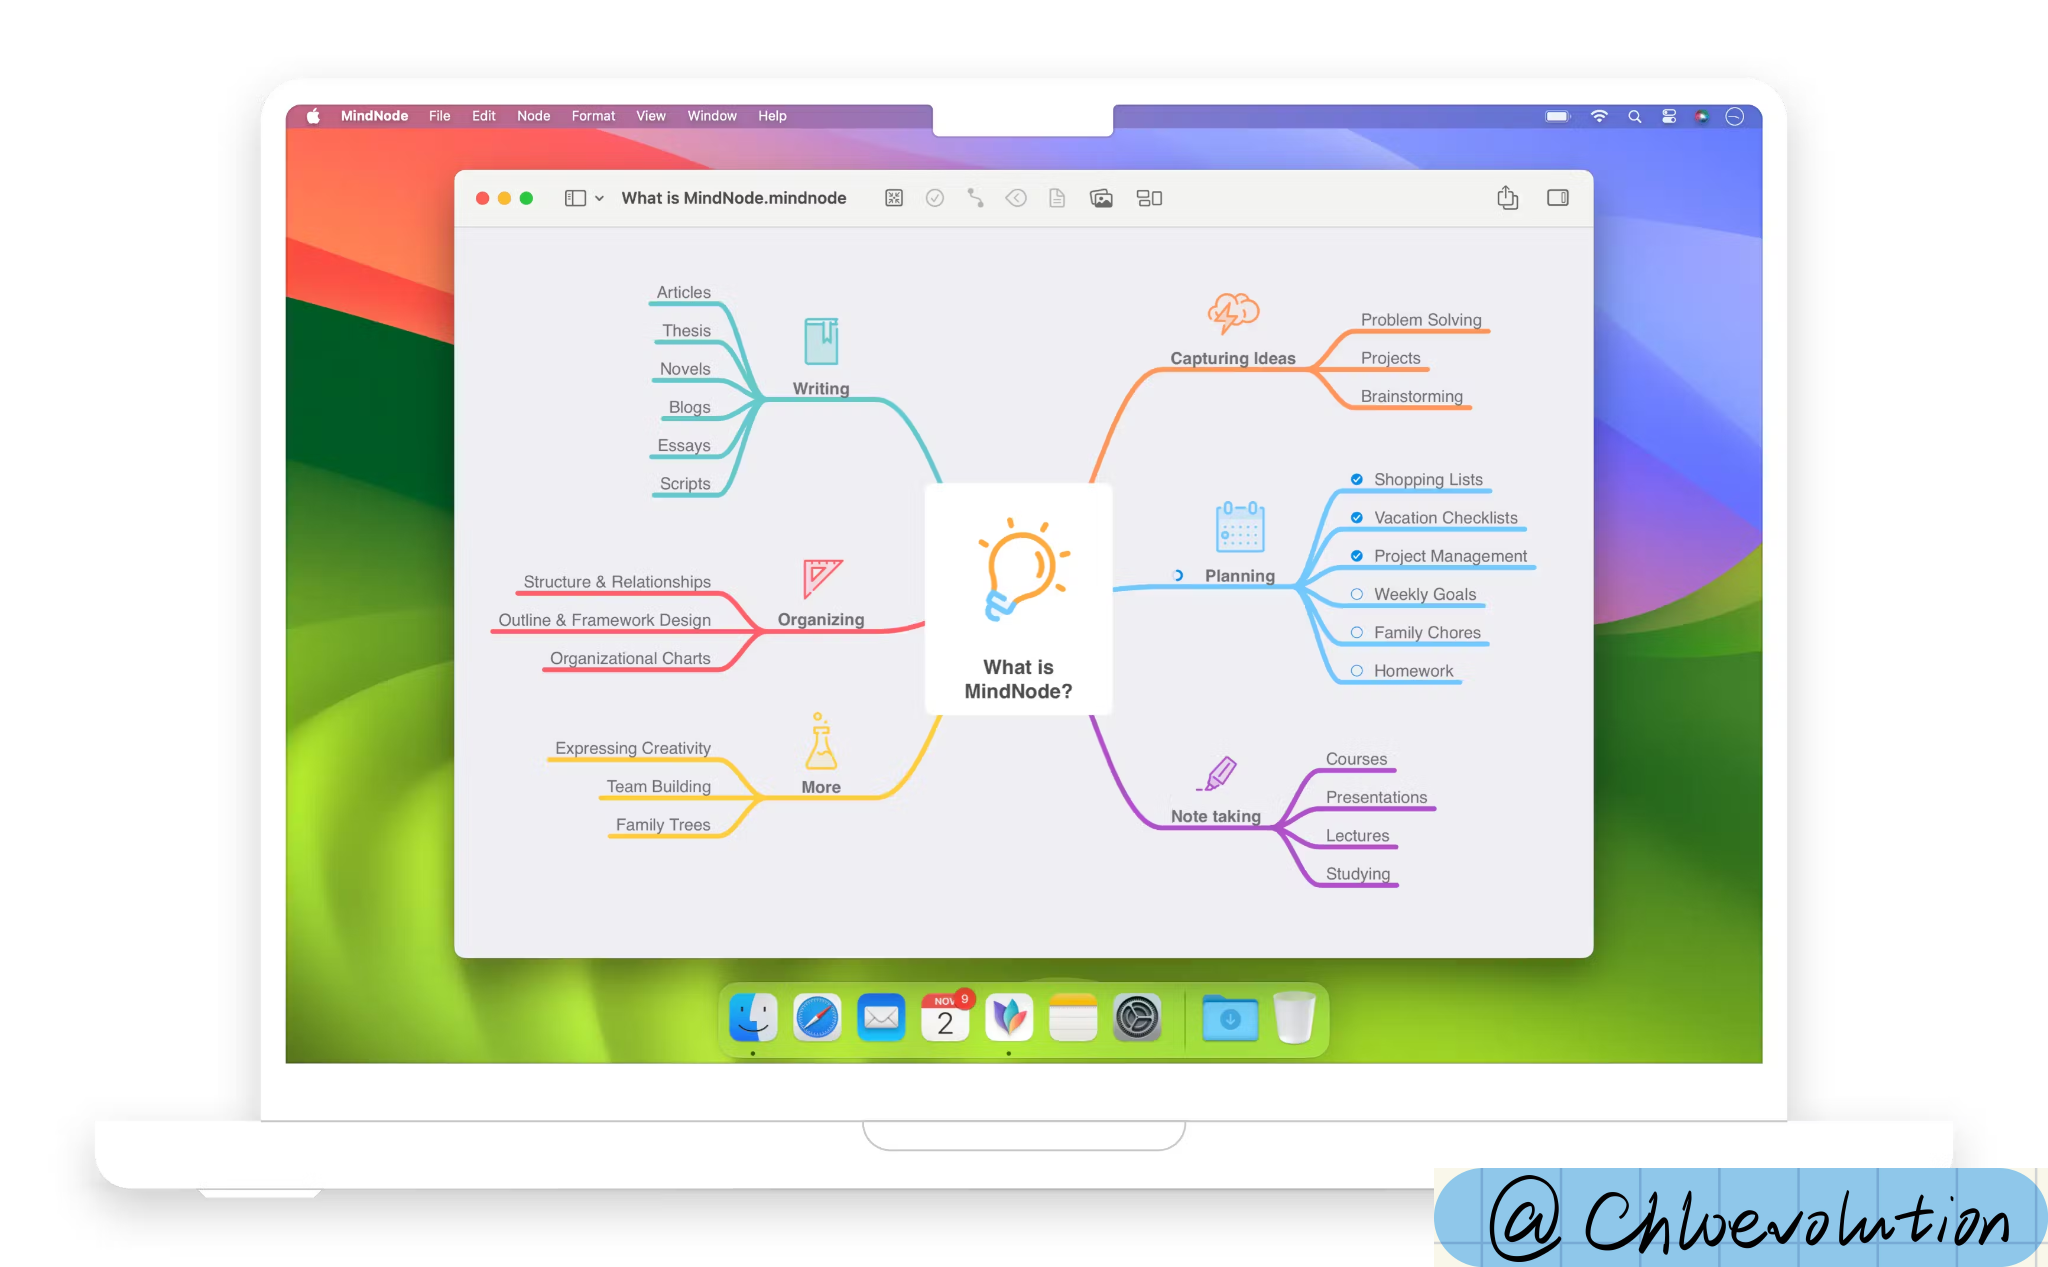 MindNode File Edit Node Format View Window Help
What is MindNode.mindnode
Articles
Thesis
Novels
Blogs
Essays
Scripts
Writing
Structure & Relationships
Outline & Framework Design
Organizational Charts
Organizing
Expressing Creativity
Team Building
Family Trees
More
What is
MindNode?
Capturing Ideas
Problem Solving
Projects
Brainstorming
Planning
Shopping Lists
Vacation Checklists
Project Management
Weekly Goals
Family Chores
Homework
Note taking
Courses
Presentations
Lectures
Studying
NOV 9
2
@Chloevolution